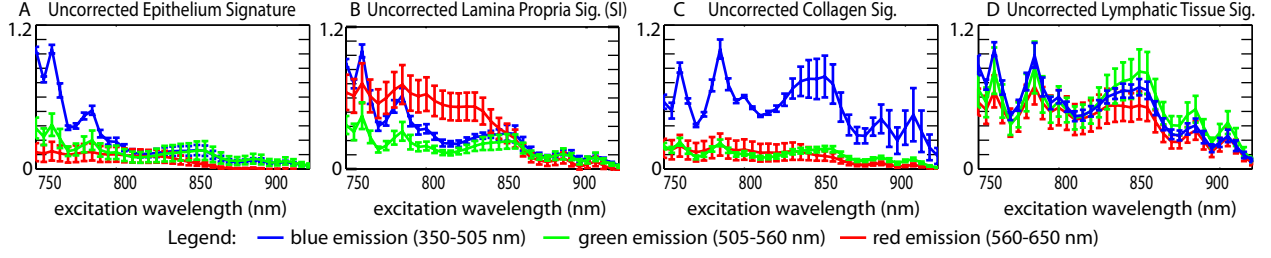 A Uncorrected Epithelium Signature
B Uncorrected Lamina Propria Sig. (SI)
C Uncorrected Collagen Sig.
D Uncorrected Lymphatic Tissue Sig.
1.2 1.2 1.2 1.2
0 0 0 0
750 800 850 900 750 800 850 900 750 800 850 900 750 800 850 900
excitation wavelength (nm) excitation wavelength (nm) excitation wavelength (nm) excitation wavelength (nm)
Legend: blue emission (350-505 nm) green emission (505-560 nm) red emission (560-650 nm)